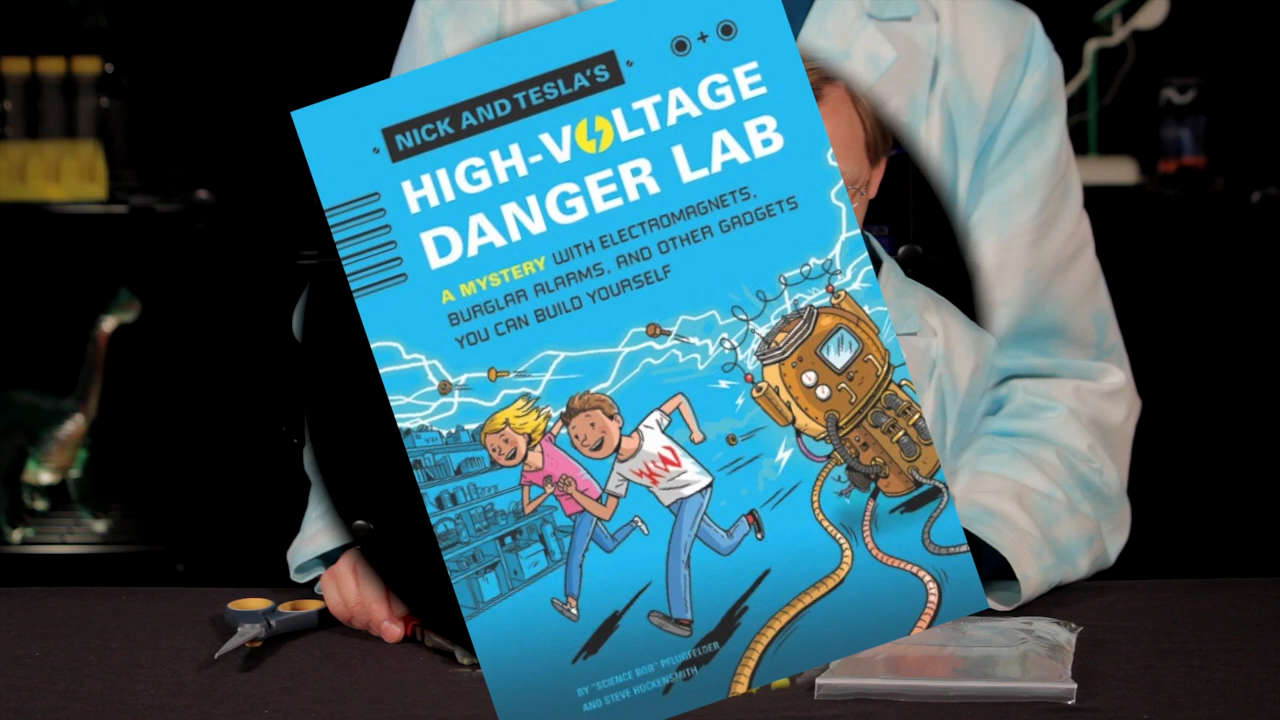 NICK AND TESLA'S
HIGH-VOLTAGE
DANGER LAB
A MYSTERY WITH ELECTROMAGNETS,
BURGLAR ALARMS, AND OTHER GADGETS
YOU CAN BUILD YOURSELF
BY "SCIENCE BOB" PFLUGFELDER
AND STEVE HOCKENSMITH